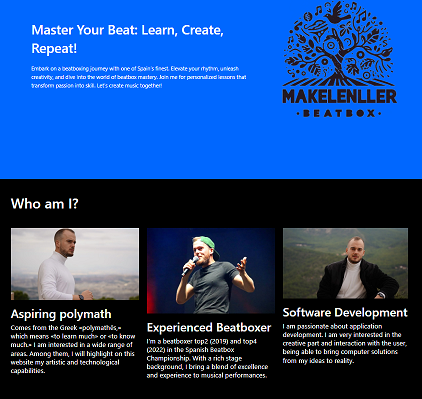 Master Your Beat: Learn, Create,
Repeat!
Embark on a beatboxing journey with one of Spain's finest. Elevate your rhythm, unleash
creativity, and dive into the world of beatbox mastery. Join me for personalized lessons that
transform passion into skill. Let's create music together!
MAKELENLLER
• BEATBOX •
Who am I?
Aspiring polymath
Comes from the Greek «polymathēs,»
which means «to learn much» or «to know
much.» I am interested in a wide range of
areas. Among them, I will highlight on this
website my artistic and technological
capabilities.
Experienced Beatboxer
I'm a beatboxer top2 (2019) and top4
(2022) in the Spanish Beatbox
Championship. With a rich stage
background, I bring a blend of excellence
and experience to musical performances.
Software Development
I am passionate about application
development. I am very interested in the
creative part and interaction with the user,
being able to bring computer solutions
from my ideas to reality.